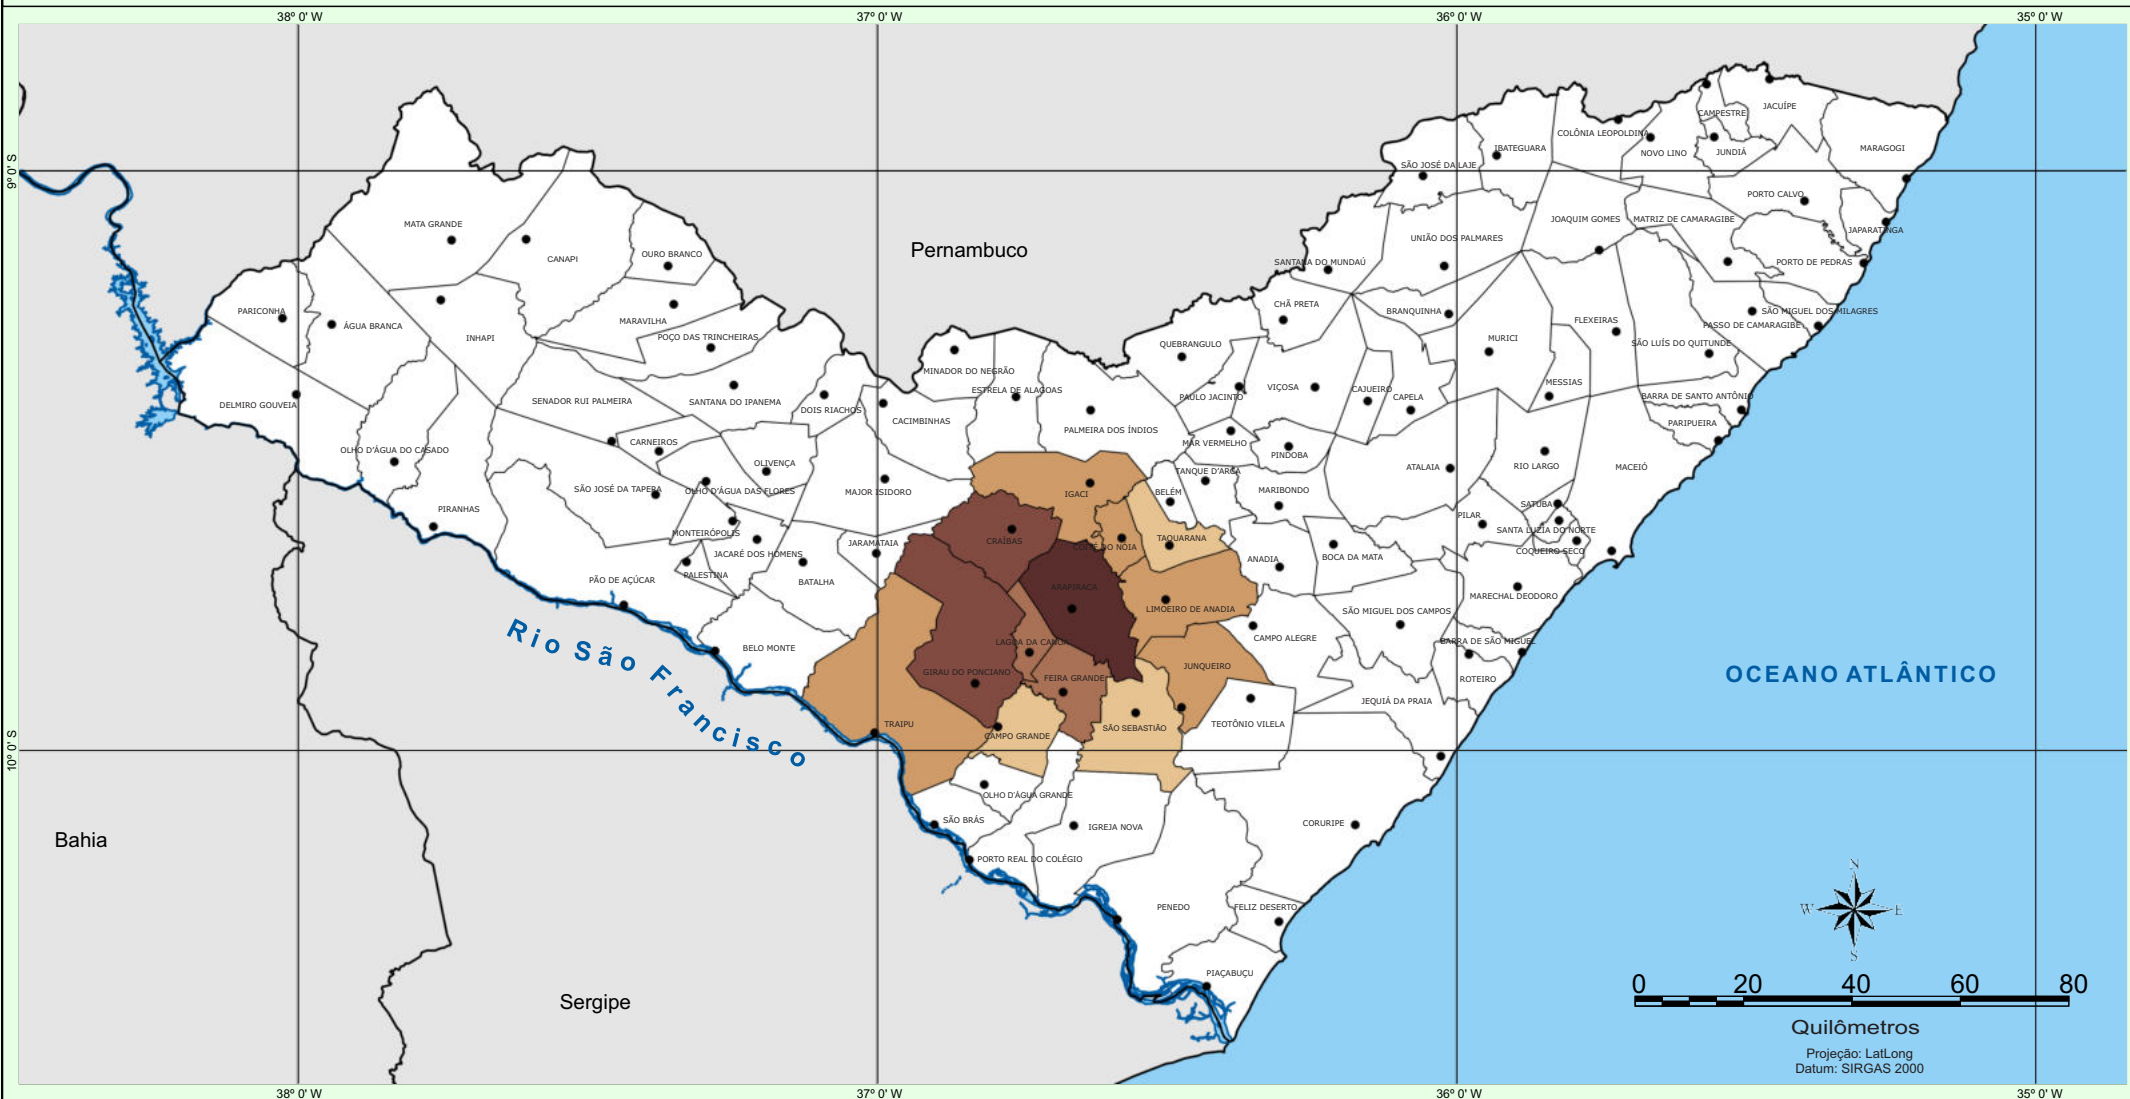 38º 0' W
37º 0' W
36º 0' W
35º 0' W
9º 0' S
10º 0' S
Pernambuco
Bahia
Sergipe
OCEANO ATLÂNTICO
Rio São Francisco
MATA GRANDE
CANAPI
OURO BRANCO
PARICONHA
ÁGUA BRANCA
INHAPI
MARAVILHA
POÇO DAS TRINCHEIRAS
DELMIRO GOUVEIA
SENADOR RUI PALMEIRA
SANTANA DO IPANEMA
DOIS RIACHOS
CACIMBINHAS
MINADOR DO NEGRÃO
ESTRELA DE ALAGOAS
PALMEIRA DOS ÍNDIOS
OLHO D'ÁGUA DO CASADO
CARNEIROS
OLIVENÇA
SÃO JOSÉ DA TAPERA
OLHO D'ÁGUA DAS FLORES
MAJOR ISIDORO
PIRANHAS
MONTEIRÓPOLIS
JACARÉ DOS HOMENS
JARAMATAIA
PÃO DE AÇÚCAR
PALESTINA
BATALHA
BELO MONTE
SÃO JOSÉ DA LAJE
IBATEGUARA
COLÔNIA LEOPOLDINA
NOVO LINO
CAMPESTRE
JACUÍPE
JUNDIÁ
MARAGOGI
PORTO CALVO
JAPARATINGA
JOAQUIM GOMES
MATRIZ DE CAMARAGIBE
UNIÃO DOS PALMARES
SANTANA DO MUNDAÚ
PORTO DE PEDRAS
CHÃ PRETA
BRANQUINHA
FLEXEIRAS
SÃO MIGUEL DOS MILAGRES
PASSO DE CAMARAGIBE
QUEBRANGULO
MURICI
SÃO LUÍS DO QUITUNDE
PAULO JACINTO
VIÇOSA
CAJUEIRO
CAPELA
MESSIAS
BARRA DE SANTO ANTÔNIO
PARIPUEIRA
MAR VERMELHO
PINDOBA
ATALAIA
RIO LARGO
MACEIÓ
TANQUE D'ARCA
BELÉM
MARIBONDO
IGACI
PILAR
SATUBA
SANTA LUZIA DO NORTE
COQUEIRO SECO
CRAÍBAS
COITÉ DO NOIA
TAQUARANA
ANADIA
BOCA DA MATA
ARAPIRACA
LIMOEIRO DE ANADIA
MARECHAL DEODORO
SÃO MIGUEL DOS CAMPOS
CAMPO ALEGRE
BARRA DE SÃO MIGUEL
LAGOA DA CANOA
GIRAU DO PONCIANO
FEIRA GRANDE
JUNQUEIRO
ROTEIRO
JEQUIÁ DA PRAIA
TRAIPU
CAMPO GRANDE
SÃO SEBASTIÃO
TEOTÔNIO VILELA
OLHO D'ÁGUA GRANDE
SÃO BRÁS
IGREJA NOVA
CORURIPE
PORTO REAL DO COLÉGIO
PENEDO
FELIZ DESERTO
PIAÇABUÇU
N
W E
S
0 20 40 60 80
Quilômetros
Projeção: LatLong
Datum: SIRGAS 2000
38º 0' W
37º 0' W
36º 0' W
35º 0' W